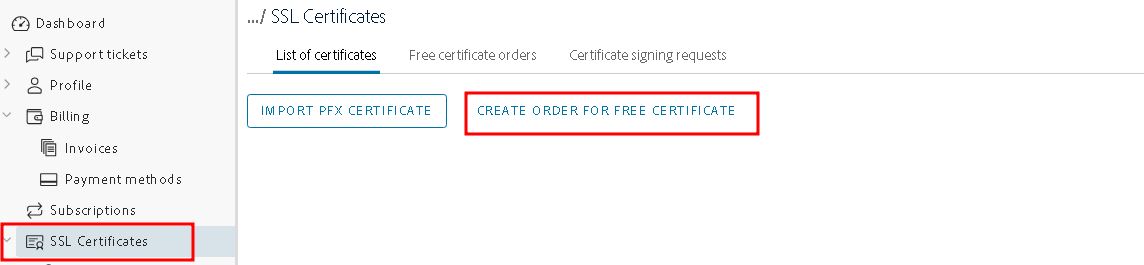 Dashboard
Support tickets
Profile
Billing
Invoices
Payment methods
Subscriptions
SSL Certificates
.../ SSL Certificates
List of certificates
Free certificate orders
Certificate signing requests
IMPORT PFX CERTIFICATE
CREATE ORDER FOR FREE CERTIFICATE